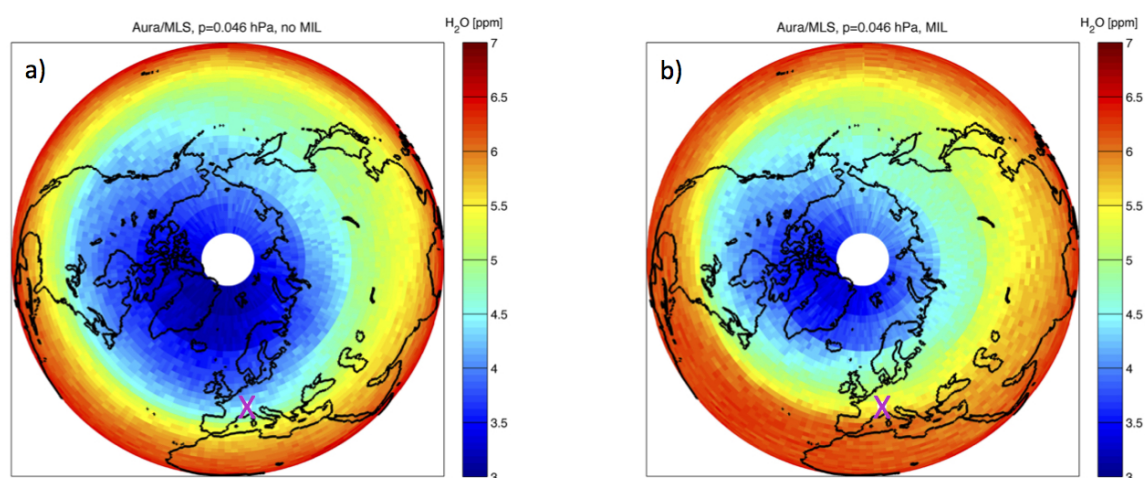 Aura/MLS, p=0.046 hPa, no MIL
H₂O [ppm]
a)
7
6.5
6
5.5
5
4.5
4
3.5
3
X
Aura/MLS, p=0.046 hPa, MIL
H₂O [ppm]
b)
7
6.5
6
5.5
5
4.5
4
3.5
3
X